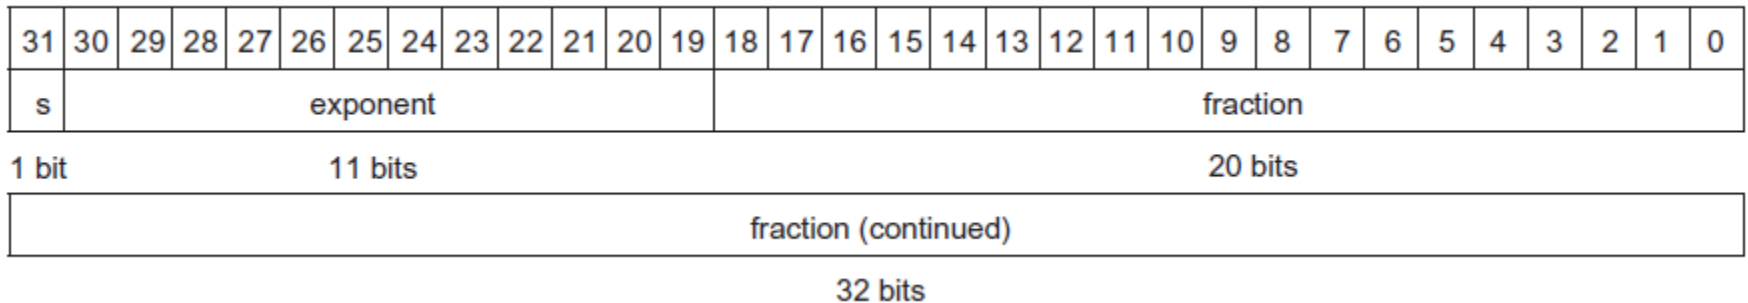 31 30 29 28 27 26 25 24 23 22 21 20 19 18 17 16 15 14 13 12 11 10 9 8 7 6 5 4 3 2 1 0
s exponent fraction
1 bit 11 bits 20 bits
fraction (continued)
32 bits